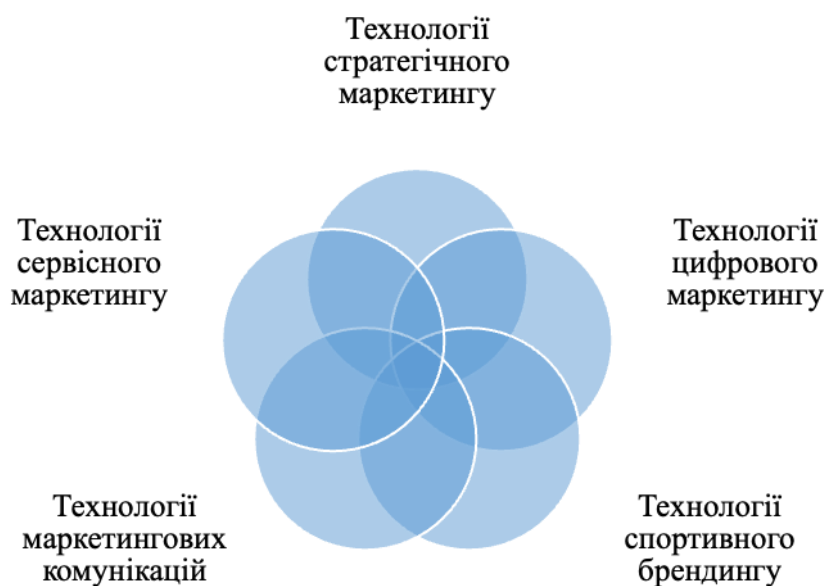 Технології
стратегічного
маркетингу
Технології
сервісного
маркетингу
Технології
цифрового
маркетингу
Технології
маркетингових
комунікацій
Технології
спортивного
брендингу